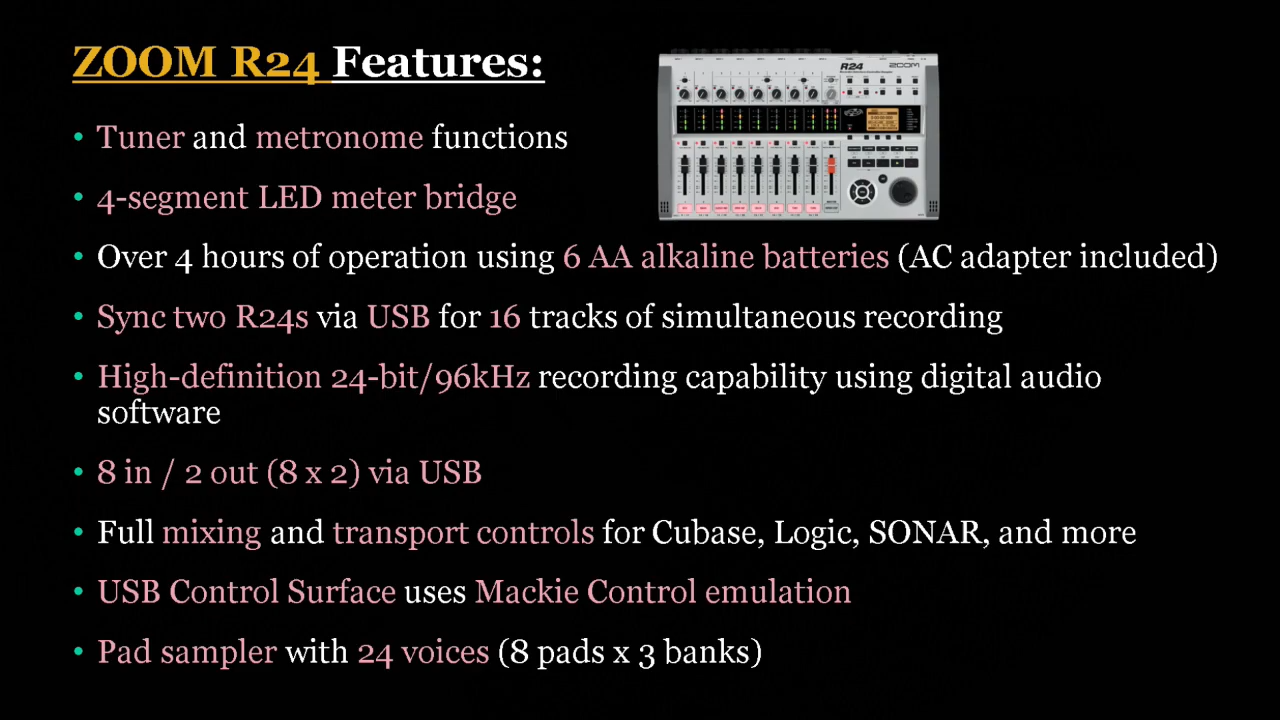 ZOOM R24 Features:
R24
ZOOM
• Tuner and metronome functions
• 4-segment LED meter bridge
• Over 4 hours of operation using 6 AA alkaline batteries (AC adapter included)
• Sync two R24s via USB for 16 tracks of simultaneous recording
• High-definition 24-bit/96kHz recording capability using digital audio
software
• 8 in / 2 out (8 x 2) via USB
• Full mixing and transport controls for Cubase, Logic, SONAR, and more
• USB Control Surface uses Mackie Control emulation
• Pad sampler with 24 voices (8 pads x 3 banks)